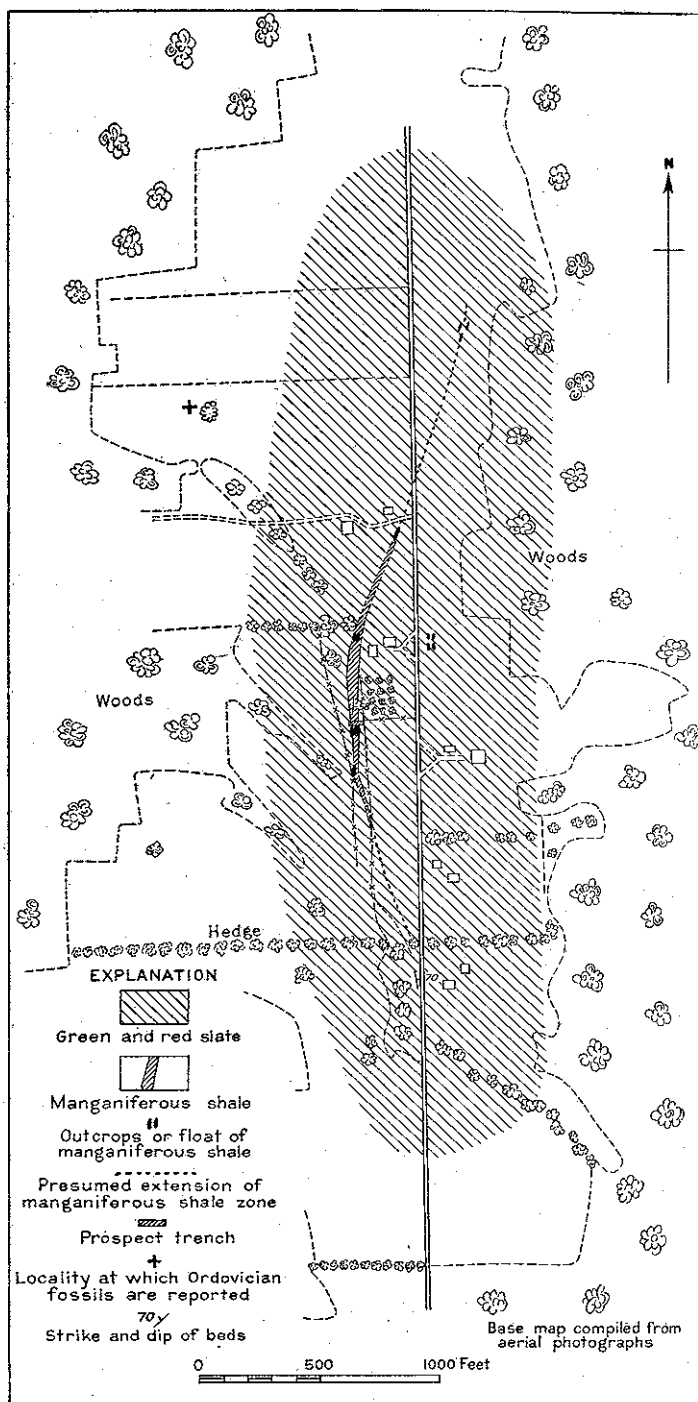 N
Woods
Woods
Hedge
70
EXPLANATION
Green and red slate
Manganiferous shale
Outcrops or float of
manganiferous shale
Presumed extension of
manganiferous shale zone
Prospect trench
Locality at which Ordovician
fossils are reported
70
Strike and dip of beds
Base map compiled from
aerial photographs
0 500 1000 Feet